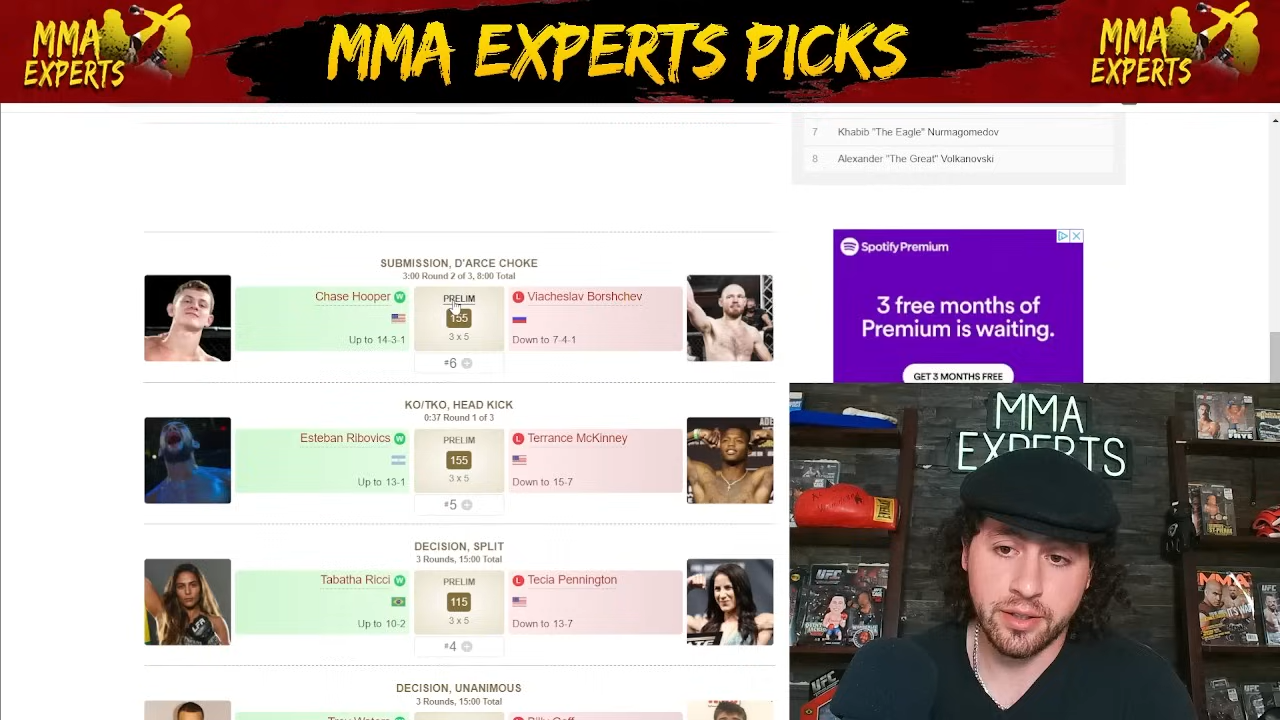 MMA
EXPERTS
MMA EXPERTS PICKS
MMA
EXPERTS
7 Khabib "The Eagle" Nurmagomedov
8 Alexander "The Great" Volkanovski
Spotify Premium
3 free months of
Premium is waiting.
GET 3 MONTHS FREE
SUBMISSION, D'ARCE CHOKE
3:00 Round 2 of 3, 8:00 Total
Chase Hooper W
PRELIM
L Viacheslav Borshchev
155
Up to 14-3-1
3 x 5
Down to 7-4-1
#6
KO/TKO, HEAD KICK
0:37 Round 1 of 3
Esteban Ribovics W
PRELIM
L Terrance McKinney
155
Up to 13-1
3 x 5
Down to 15-7
#5
DECISION, SPLIT
3 Rounds, 15:00 Total
Tabatha Ricci W
PRELIM
L Tecia Pennington
115
Up to 10-2
3 x 5
Down to 13-7
#4
DECISION, UNANIMOUS
3 Rounds, 15:00 Total
MMA
EXPERTS
UFC
MMA